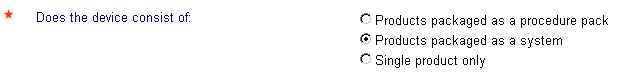 Does the device consist of:
Products packaged as a procedure pack
Products packaged as a system
Single product only